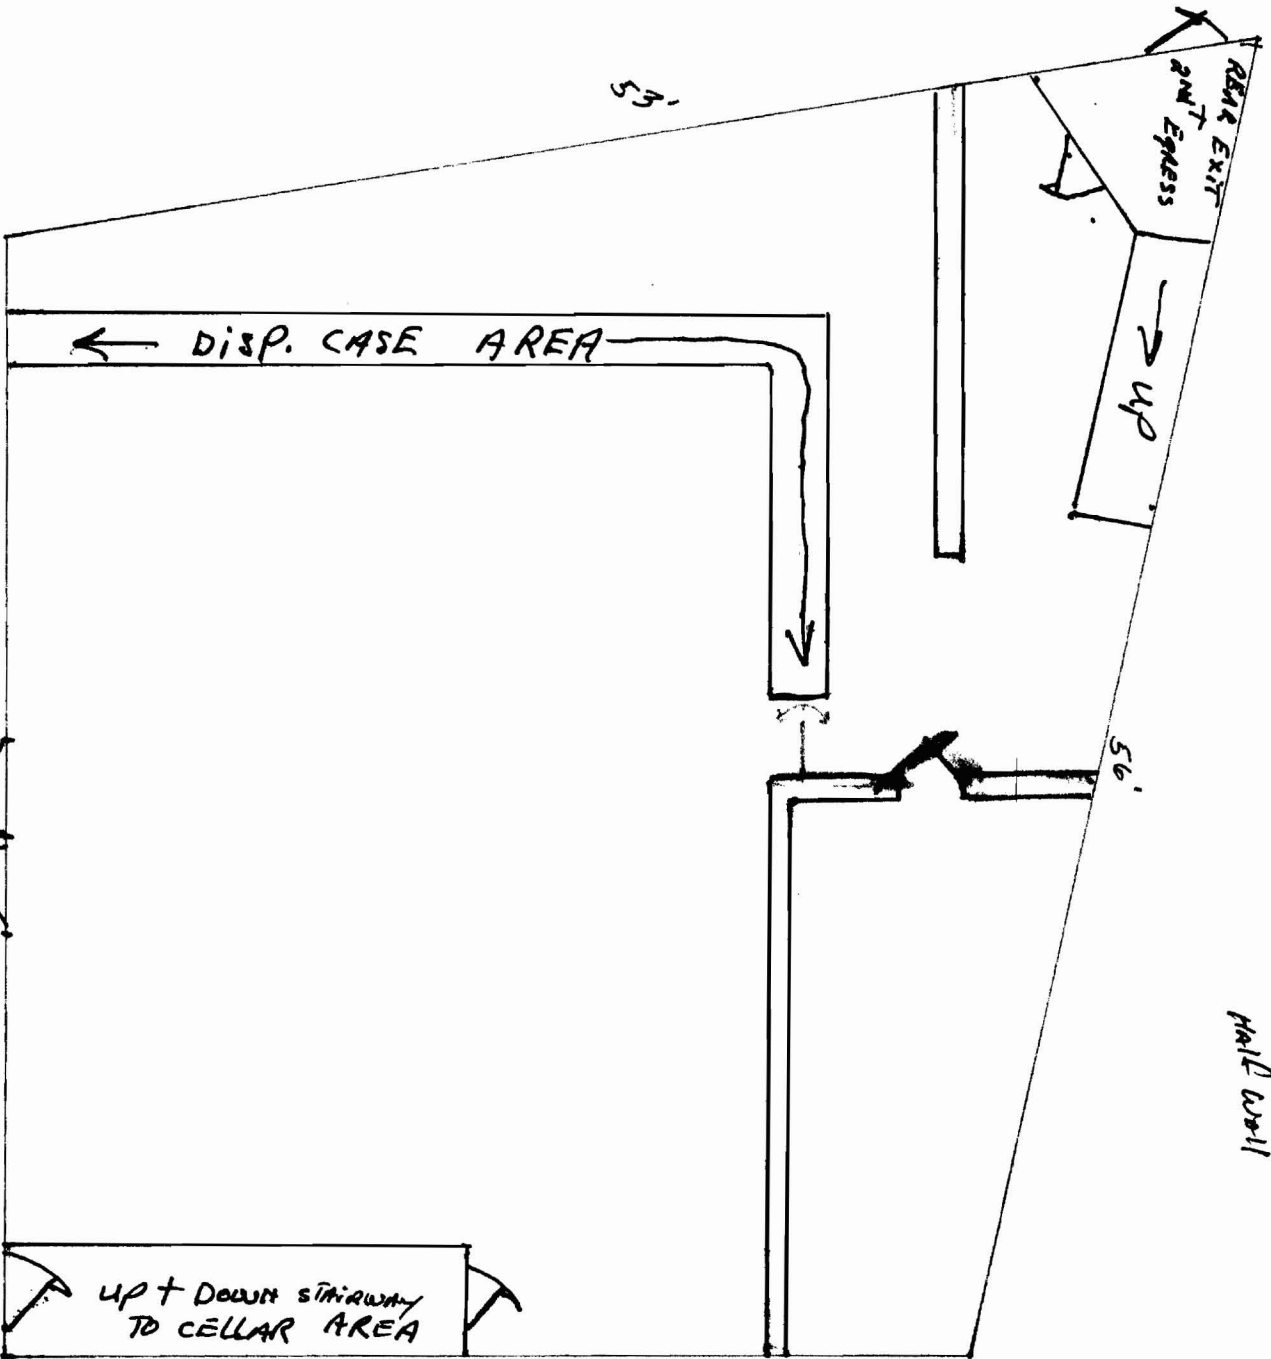 53'
REAR EXIT
2ND EGRESS
DISP. CASE AREA
UP
56'
HALF WALL
UP + DOWN STAIRWAY
TO CELLAR AREA